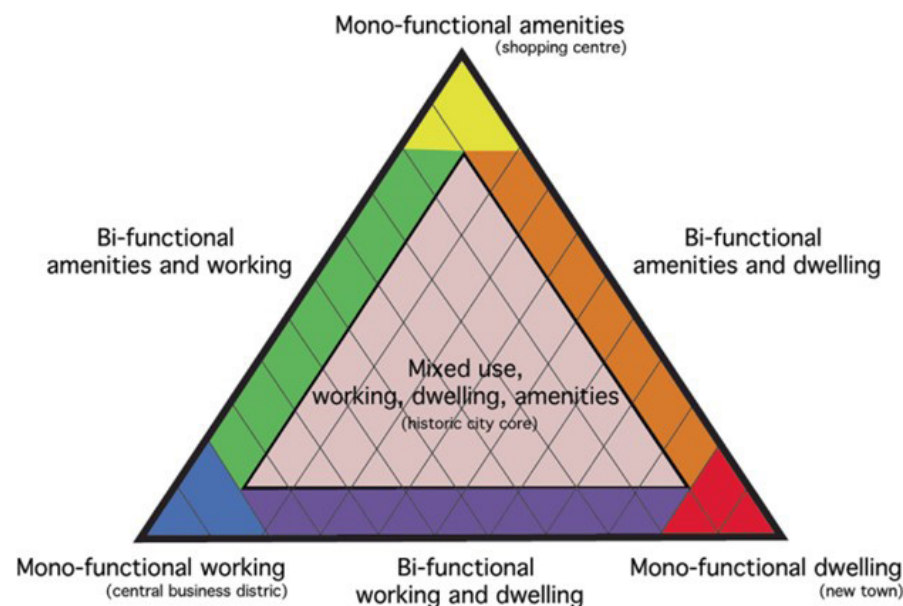 Mono-functional amenities
(shopping centre)
Bi-functional
amenities and working
Bi-functional
amenities and dwelling
Mixed use,
working, dwelling, amenities
(historic city core)
Mono-functional working
(central business distric)
Bi-functional
working and dwelling
Mono-functional dwelling
(new town)